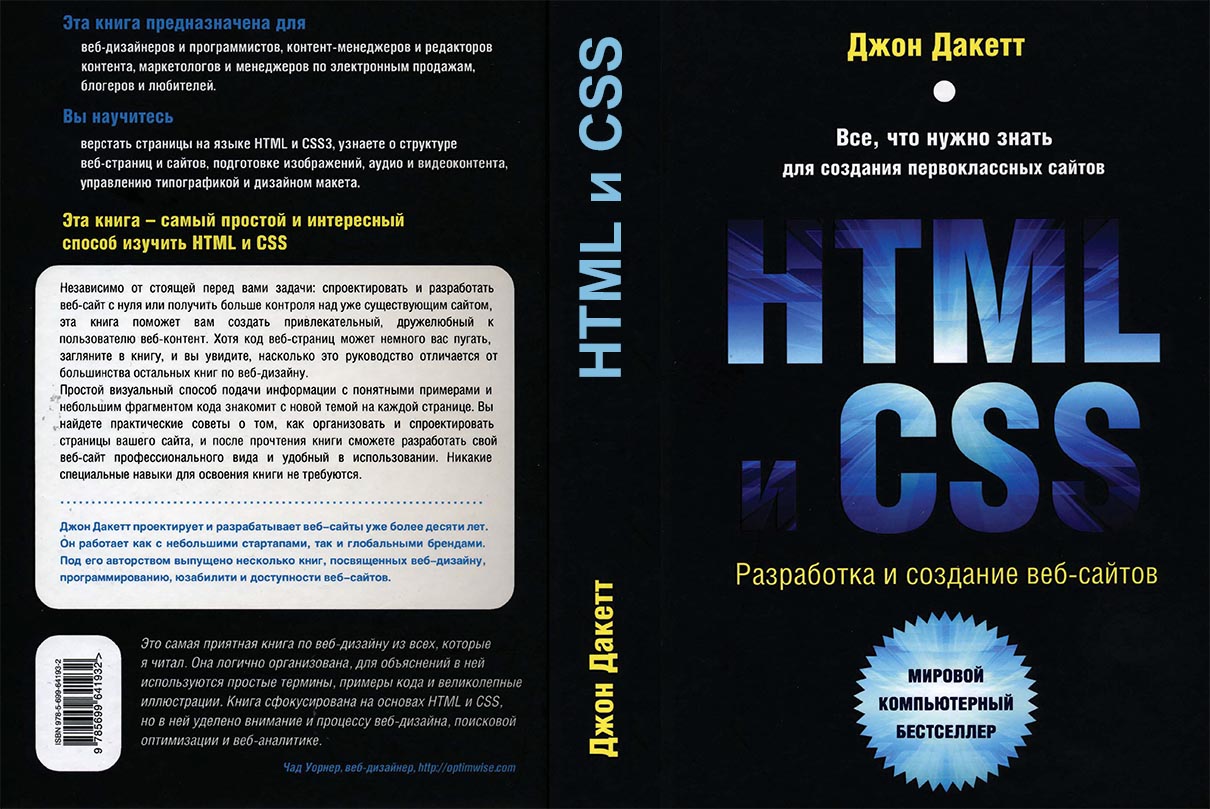 Эта книга предназначена для
веб-дизайнеров и программистов, контент-менеджеров и редакторов
контента, маркетологов и менеджеров по электронным продажам,
блогеров и любителей.
Вы научитесь
верстать страницы на языке HTML и CSS3, узнаете о структуре
веб-страниц и сайтов, подготовке изображений, аудио и видеоконтента,
управлению типографикой и дизайном макета.
Эта книга – самый простой и интересный
способ изучить HTML и CSS
Независимо от стоящей перед вами задачи: спроектировать и разработать
веб-сайт с нуля или получить больше контроля над уже существующим сайтом,
эта книга поможет вам создать привлекательный, дружелюбный к
пользователю веб-контент. Хотя код веб-страниц может немного вас пугать,
загляните в книгу, и вы увидите, насколько это руководство отличается от
большинства остальных книг по веб-дизайну.
Простой визуальный способ подачи информации с понятными примерами и
небольшим фрагментом кода знакомит с новой темой на каждой странице. Вы
найдете практические советы о том, как организовать и спроектировать
страницы вашего сайта, и после прочтения книги сможете разработать свой
веб-сайт профессионального вида и удобный в использовании. Никакие
специальные навыки для освоения книги не требуются.
Джон Дакетт проектирует и разрабатывает веб–сайты уже более десяти лет.
Он работает как с небольшими стартапами, так и глобальными брендами.
Под его авторством выпущено несколько книг, посвященных веб–дизайну,
программированию, юзабилити и доступности веб–сайтов.
ISBN 978-5-699-64193-2
9 785699 641932>
Это самая приятная книга по веб-дизайну из всех, которые
я читал. Она логично организована, для объяснений в ней
используются простые термины, примеры кода и великолепные
иллюстрации. Книга сфокусирована на основах HTML и CSS,
но в ней уделено внимание и процессу веб-дизайна, поисковой
оптимизации и веб-аналитике.
Чад Уорнер, веб-дизайнер, http://optimwise.com
Джон Дакетт
HTML и CSS
Джон Дакетт
Все, что нужно знать
для создания первоклассных сайтов
HTML
и CSS
Разработка и создание веб-сайтов
МИРОВОЙ
КОМПЬЮТЕРНЫЙ
БЕСТСЕЛЛЕР